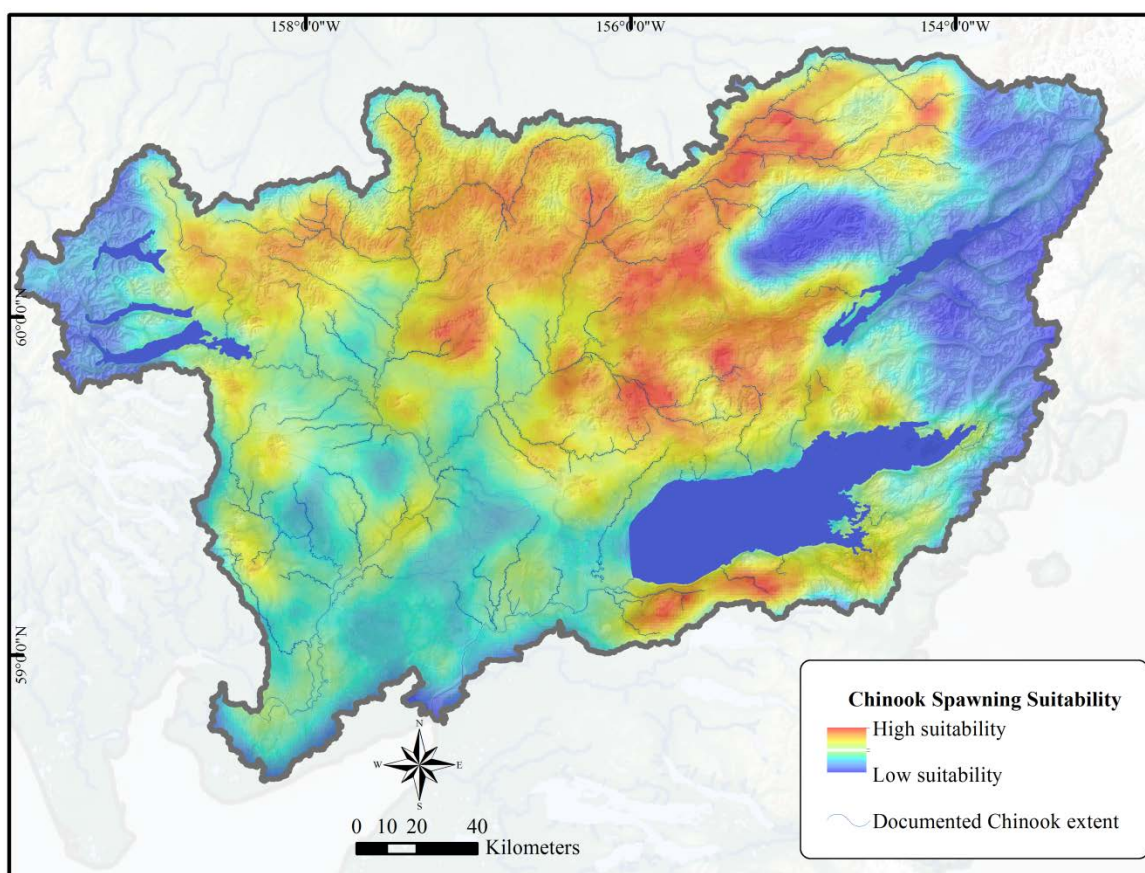 158°0'0"W
156°0'0"W
154°0'0"W
60°0'0"N
59°0'0"N
Chinook Spawning Suitability
High suitability
Low suitability
Documented Chinook extent
N
W
E
S
0 10 20 40
Kilometers